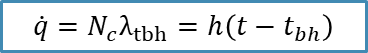 q̇ = N_c λ_tbh = h(t − t_bh)